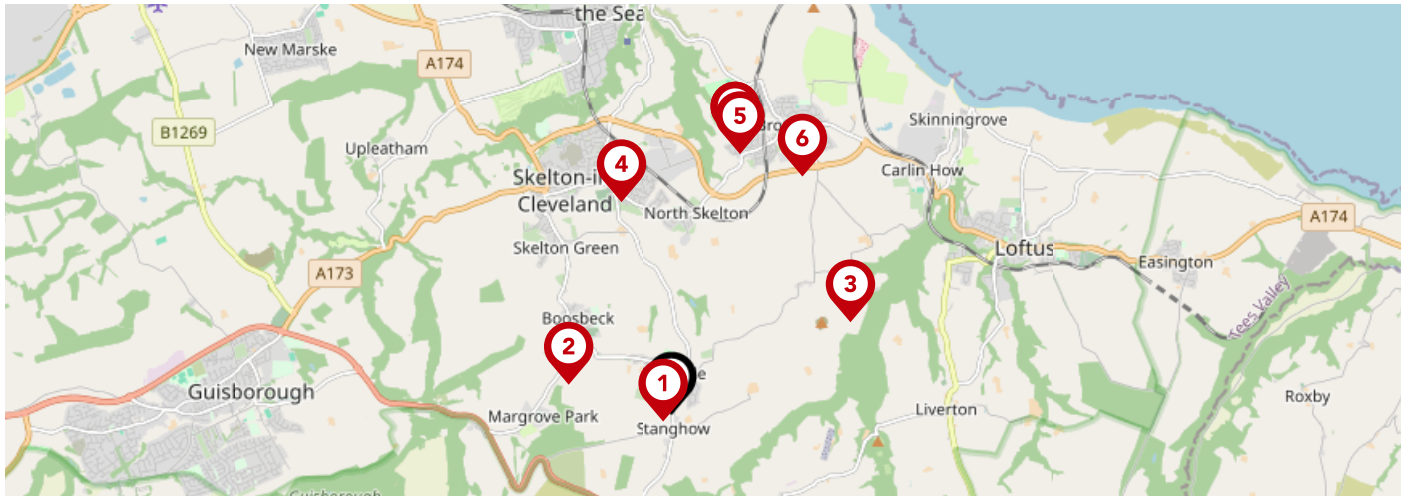 the Sea
New Marske
A174
B1269
Upleatham
5
6
Skinningrove
4
Carlin How
Skelton-in
Cleveland
North Skelton
A174
Skelton Green
Loftus
Easington
A173
3
Tees Valley
Boosbeck
2
1
e
Guisborough
Roxby
Margrove Park
Liverton
Stanghow
Guisborough